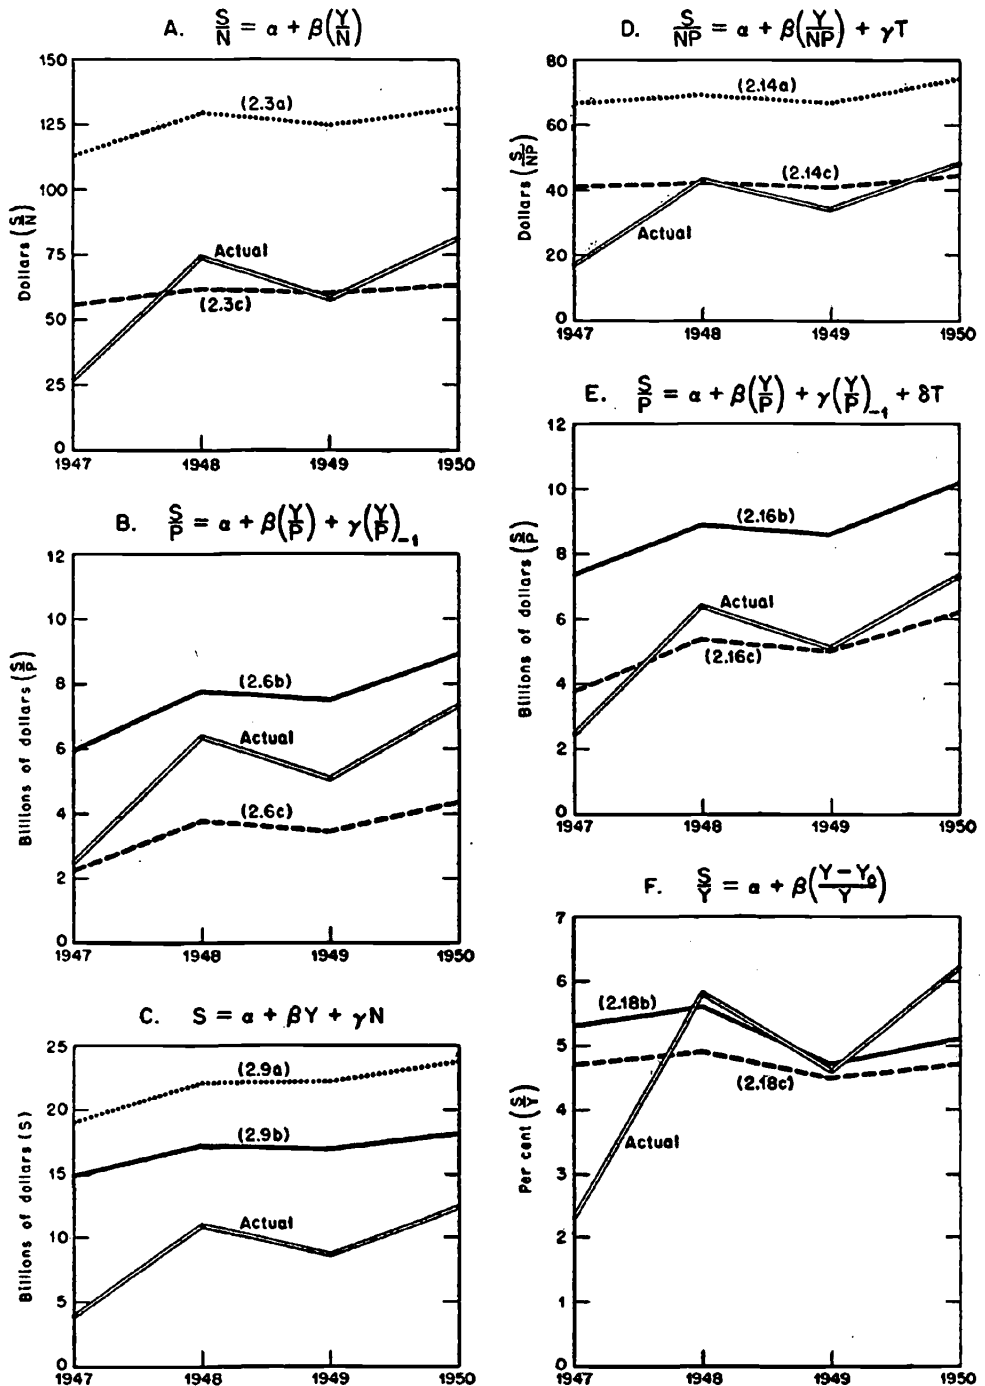 A. S/N = α + β(Y/N)
150
125
100
75
50
25
0
Dollars (S/N)
(2.3a)
Actual
(2.3c)
1947 1948 1949 1950
B. S/P = α + β(Y/P) + γ(Y/P)₋₁
12
10
8
6
4
2
0
Billions of dollars (S/P)
(2.6b)
Actual
(2.6c)
1947 1948 1949 1950
C. S = α + βY + γN
25
20
15
10
5
0
Billions of dollars (S)
(2.9a)
(2.9b)
Actual
1947 1948 1949 1950
D. S/NP = α + β(Y/NP) + γT
80
60
40
20
0
Dollars (S/NP)
(2.14a)
(2.14c)
Actual
1947 1948 1949 1950
E. S/P = α + β(Y/P) + γ(Y/P)₋₁ + δT
12
10
8
6
4
2
0
Billions of dollars (S/P)
(2.16b)
Actual
(2.16c)
1947 1948 1949 1950
F. S/Y = α + β((Y − Y₀)/Y)
7
6
5
4
3
2
1
0
Per cent (S/Y)
(2.18b)
(2.18c)
Actual
1947 1948 1949 1950